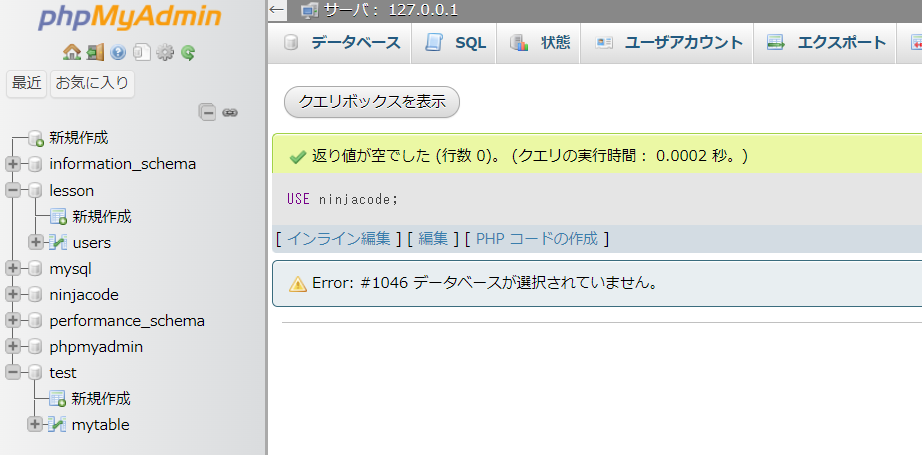 phpMyAdmin
最近 お気に入り
新規作成
information_schema
lesson
新規作成
users
mysql
ninjacode
performance_schema
phpmyadmin
test
新規作成
mytable
サーバ： 127.0.0.1
データベース SQL 状態 ユーザアカウント エクスポート
クエリボックスを表示
返り値が空でした (行数 0)。 (クエリの実行時間： 0.0002 秒。)
USE ninjacode;
[ インライン編集 ] [ 編集 ] [ PHP コードの作成 ]
Error: #1046 データベースが選択されていません。